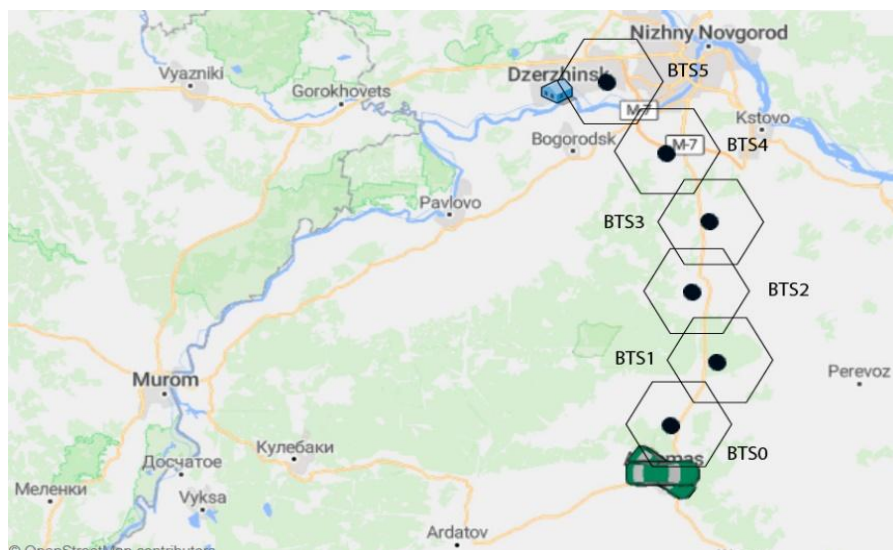 Nizhny Novgorod
Dzerzhinsk
BTS5
Vyazniki
Gorokhovets
M-7
Kstovo
Bogorodsk
M-7
BTS4
Pavlovo
BTS3
BTS2
BTS1
Perevoz
Murom
Кулебаки
BTS0
Досчатое
Меленки
Vyksa
Ardatov
© OpenStreetMap contributors